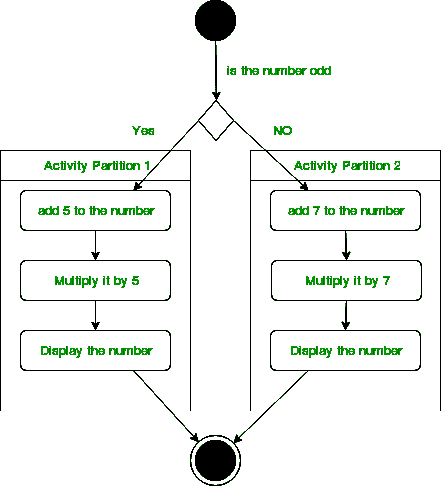 is the number odd
Yes
NO
Activity Partition 1
Activity Partition 2
add 5 to the number
add 7 to the number
Multiply it by 5
Multiply it by 7
Display the number
Display the number